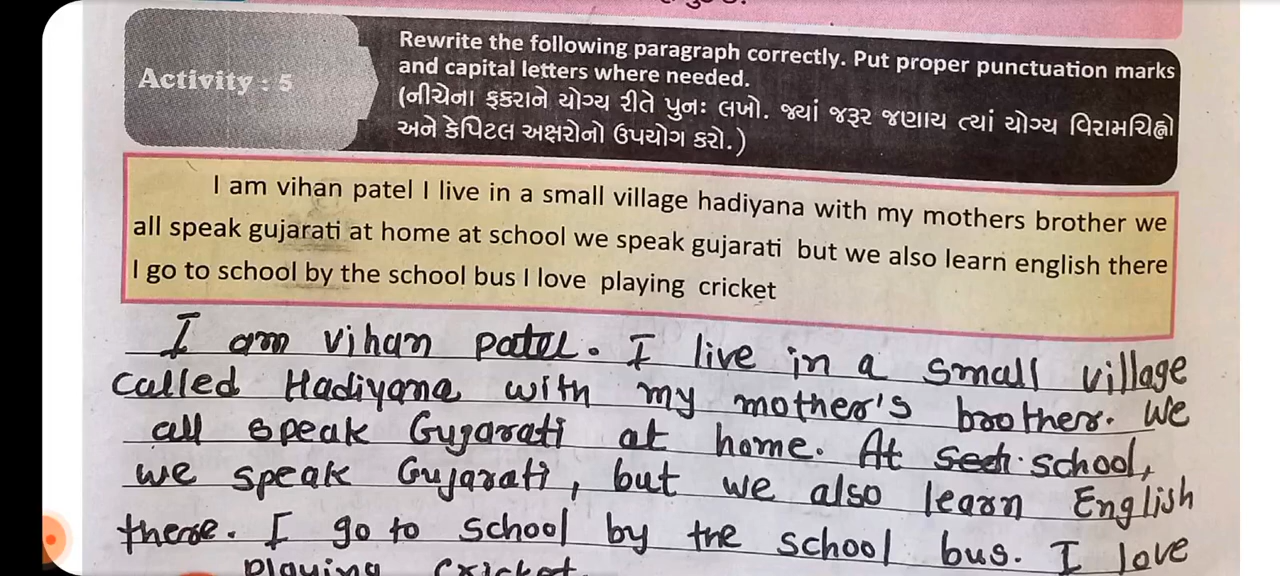 Activity : 5
Rewrite the following paragraph correctly. Put proper punctuation marks
and capital letters where needed.
(નીચેના ફકરાને યોગ્ય રીતે પુનઃ લખો. જ્યાં જરૂર જણાય ત્યાં યોગ્ય વિરામચિહ્નો
અને કેપિટલ અક્ષરોનો ઉપયોગ કરો.)
I am vihan patel I live in a small village hadiyana with my mothers brother we
all speak gujarati at home at school we speak gujarati but we also learn english there
I go to school by the school bus I love playing cricket
I am vihan patel. I live in a small village
called Hadiyana with my mother's brother. We
all speak Gujarati at home. At school,
we speak Gujarati, but we also learn English
there. I go to school by the school bus. I love
playing cricket.